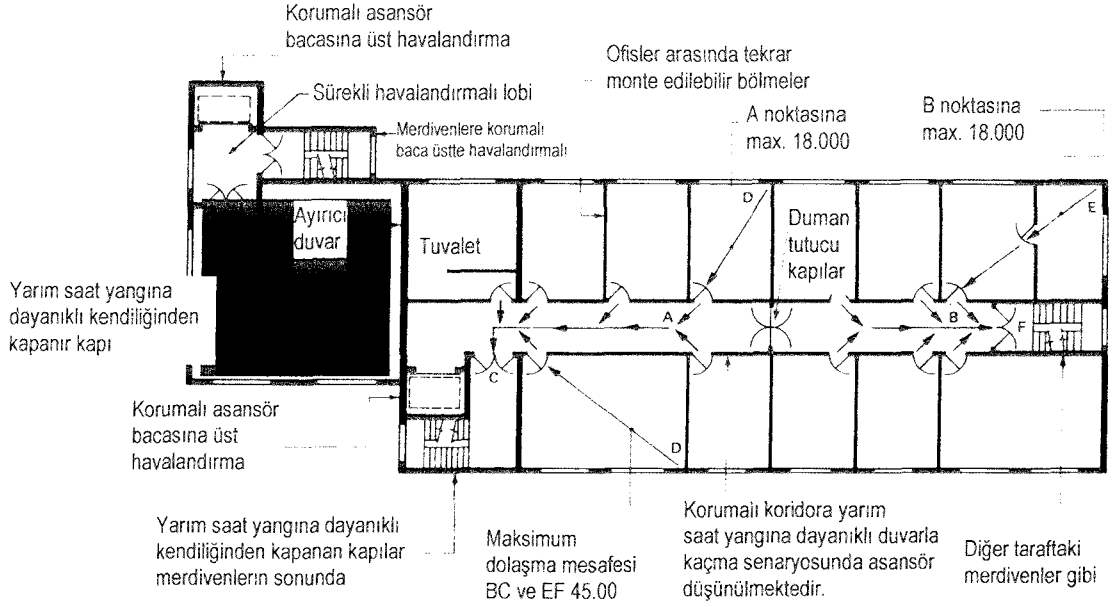 Korumalı asansör
bacasına üst havalandırma
Sürekli havalandırmalı lobi
Merdivenlere korumalı
baca üstte havalandırmalı
Ofisler arasında tekrar
monte edilebilir bölmeler
A noktasına
max. 18.000
B noktasına
max. 18.000
Ayırıcı
duvar
Tuvalet
D
Duman
tutucu
kapılar
E
Yarım saat yangına
dayanıklı kendiliğinden
kapanır kapı
A
B
F
C
D
Korumalı asansör
bacasına üst
havalandırma
Yarım saat yangına dayanıklı
kendiliğinden kapanan kapılar
merdivenlerin sonunda
Maksimum
dolaşma mesafesi
BC ve EF 45.00
Korumalı koridora yarım
saat yangına dayanıklı duvarla
kaçma senaryosunda asansör
düşünülmektedir.
Diğer taraftaki
merdivenler gibi